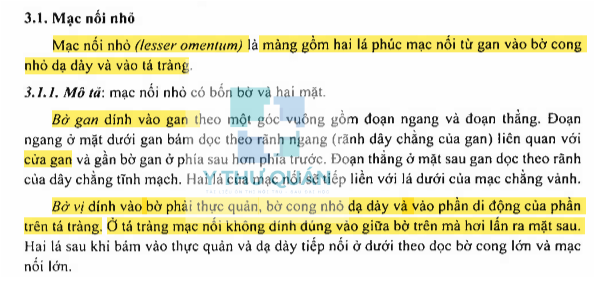 3.1. Mạc nối nhỏ
Mạc nối nhỏ (lesser omentum) là màng gồm hai lá phúc mạc nối từ gan vào bờ cong
nhỏ dạ dày và vào tá tràng.
3.1.1. Mô tả: mạc nối nhỏ có bốn bờ và hai mặt.
Bờ gan dính vào gan theo một góc vuông gồm đoạn ngang và đoạn thẳng. Đoạn
ngang ở mặt dưới gan bám dọc theo rãnh ngang (rãnh dây chằng của gan) liên quan với
cửa gan và gần bờ gan ở phía sau hơn phía trước. Đoạn thẳng ở mặt sau gan dọc theo rãnh
của dây chằng tĩnh mạch. Hai lá của mạc nối sẽ tiếp liền với lá dưới của mạc chằng vành.
Y THƯ QUÁN
Bờ vị dính vào bờ phải thực quản, bờ cong nhỏ dạ dày và vào phần di động của phần
trên tá tràng. Ở tá tràng mạc nối không dính đúng vào giữa bờ trên mà hơi lấn ra mặt sau.
Hai lá sau khi bám vào thực quản và dạ dày tiếp nối ở dưới theo dọc bờ cong lớn và mạc
nối lớn.